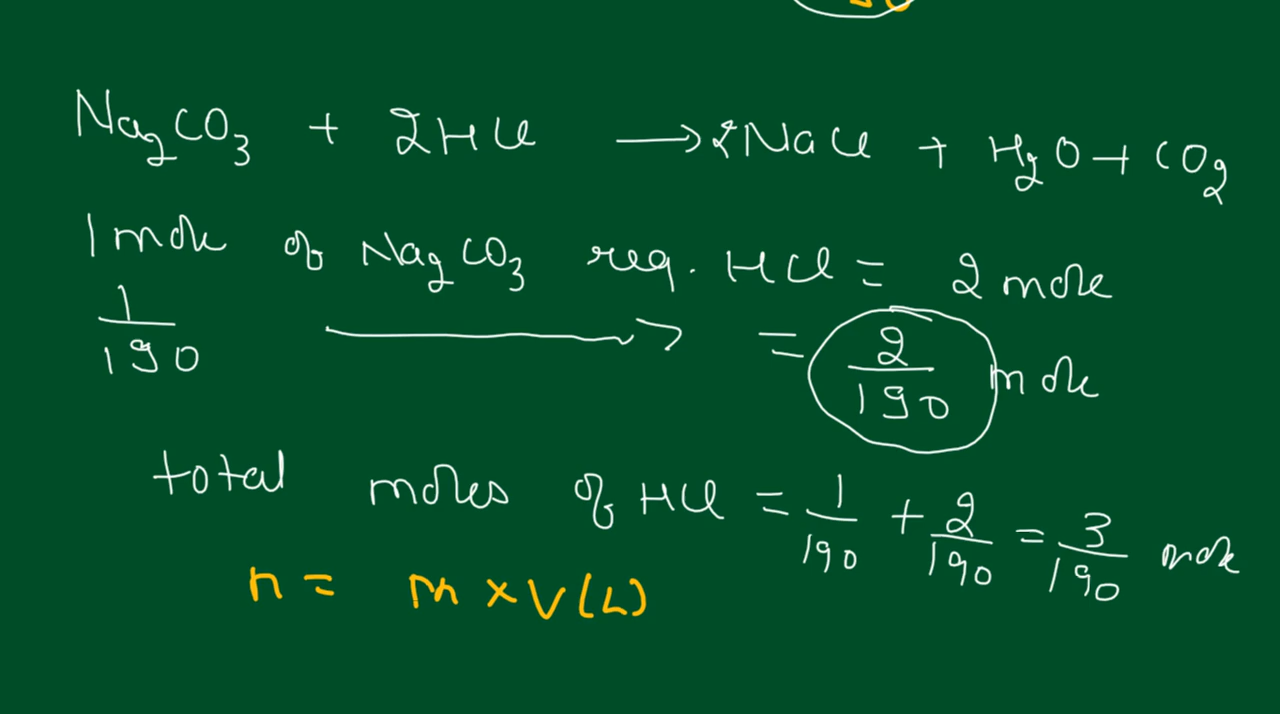 Na₂CO₃ + 2HCl → 2NaCl + H₂O + CO₂
1 mole of Na₂CO₃ req. HCl = 2 mole
1/190 → = 2/190 mole
total moles of HCl = 1/190 + 2/190 = 3/190 mole
n = M × V(L)